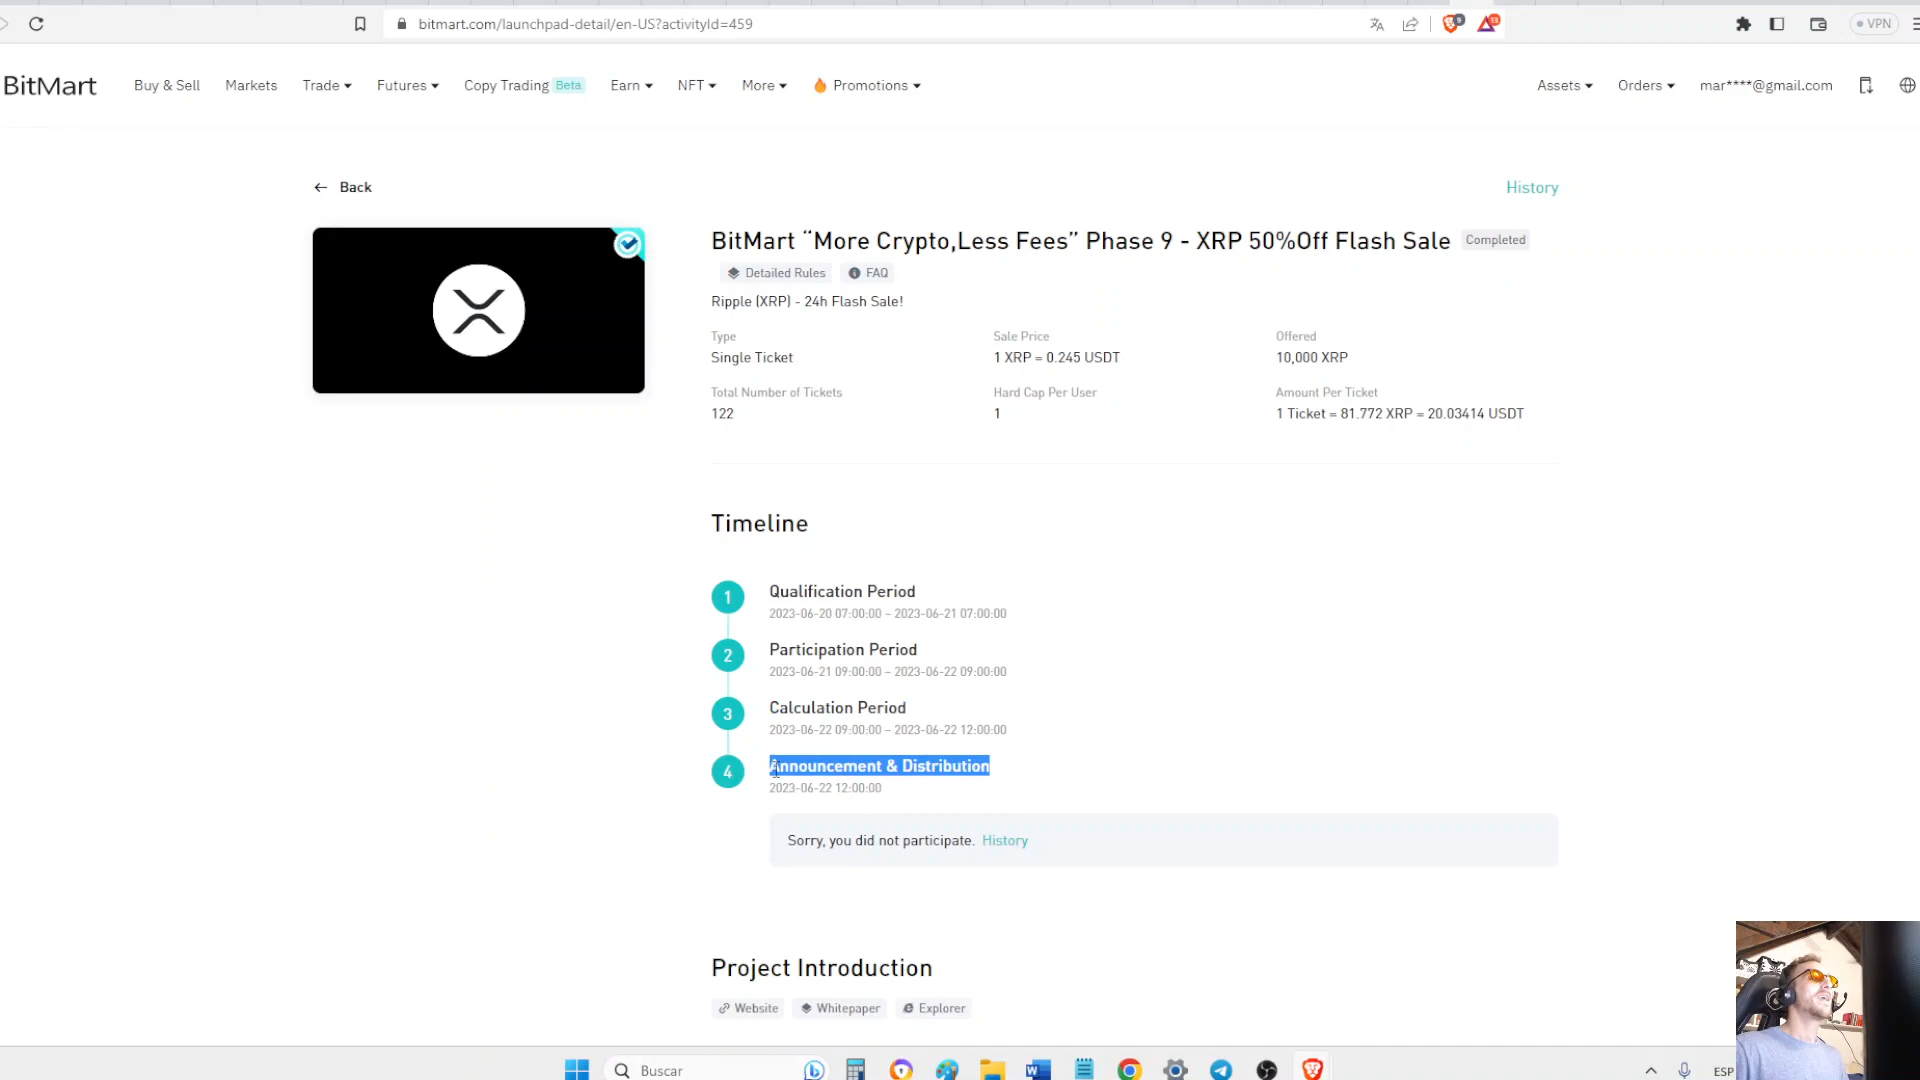 bitmart.com/launchpad-detail/en-US?activityId=459
VPN
BitMart
Buy & Sell
Markets
Trade
Futures
Copy Trading Beta
Earn
NFT
More
Promotions
Assets
Orders
mar****@gmail.com
← Back
History
BitMart “More Crypto,Less Fees” Phase 9 - XRP 50%Off Flash Sale Completed
Detailed Rules
FAQ
Ripple (XRP) - 24h Flash Sale!
Type
Sale Price
Offered
Single Ticket
1 XRP = 0.245 USDT
10,000 XRP
Total Number of Tickets
Hard Cap Per User
Amount Per Ticket
122
1
1 Ticket = 81.772 XRP = 20.03414 USDT
Timeline
1
Qualification Period
2023-06-20 07:00:00 – 2023-06-21 07:00:00
2
Participation Period
2023-06-21 09:00:00 – 2023-06-22 09:00:00
3
Calculation Period
2023-06-22 09:00:00 – 2023-06-22 12:00:00
4
Announcement & Distribution
2023-06-22 12:00:00
Sorry, you did not participate. History
Project Introduction
Website
Whitepaper
Explorer
Buscar
ESP